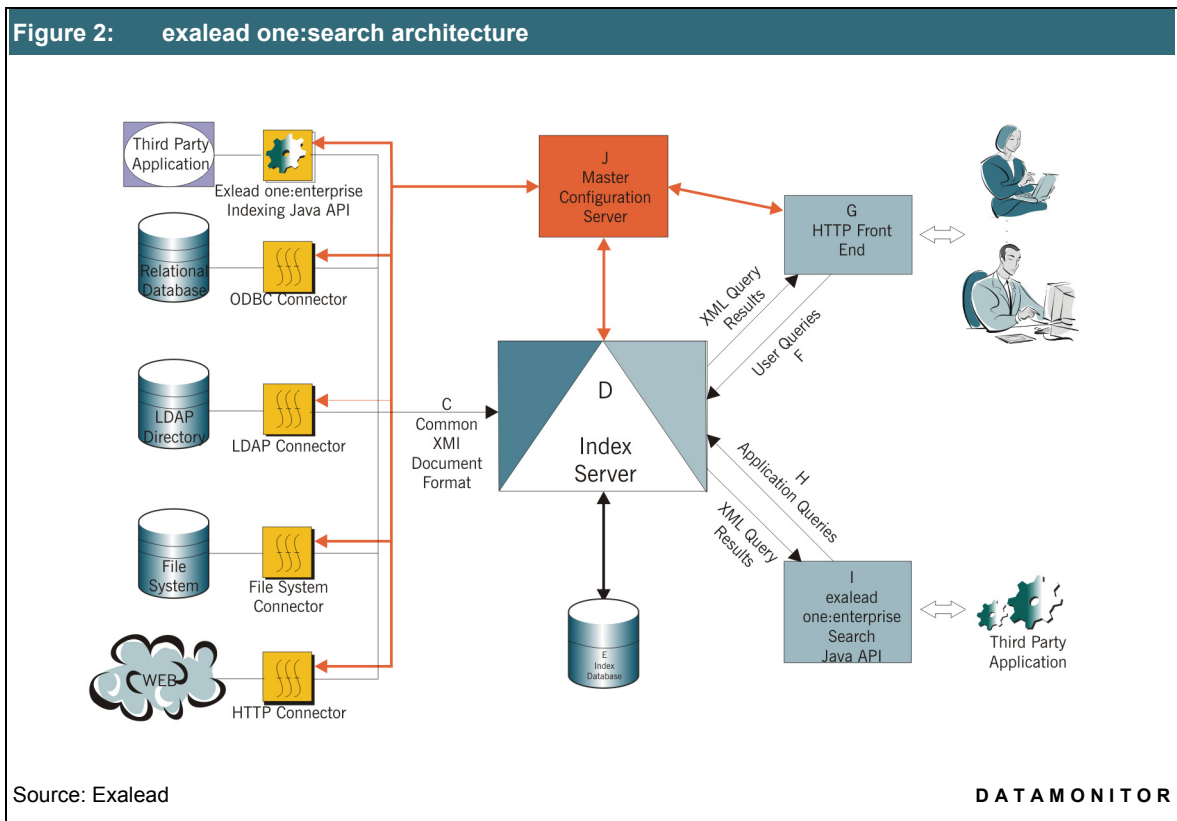 Figure 2: exalead one:search architecture
Third Party
Application
Exlead one:enterprise
Indexing Java API
Relational
Database
ODBC Connector
LDAP
Directory
LDAP Connector
File
System
File System
Connector
WEB
HTTP Connector
C
Common
XMI
Document
Format
J
Master
Configuration
Server
D
Index
Server
E
Index
Database
G
HTTP Front
End
XML Query
Results
User Queries
F
H
Application Queries
XML Query
Results
I
exalead
one:enterprise
Search
Java API
Third Party
Application
Source: Exalead
DATAMONITOR